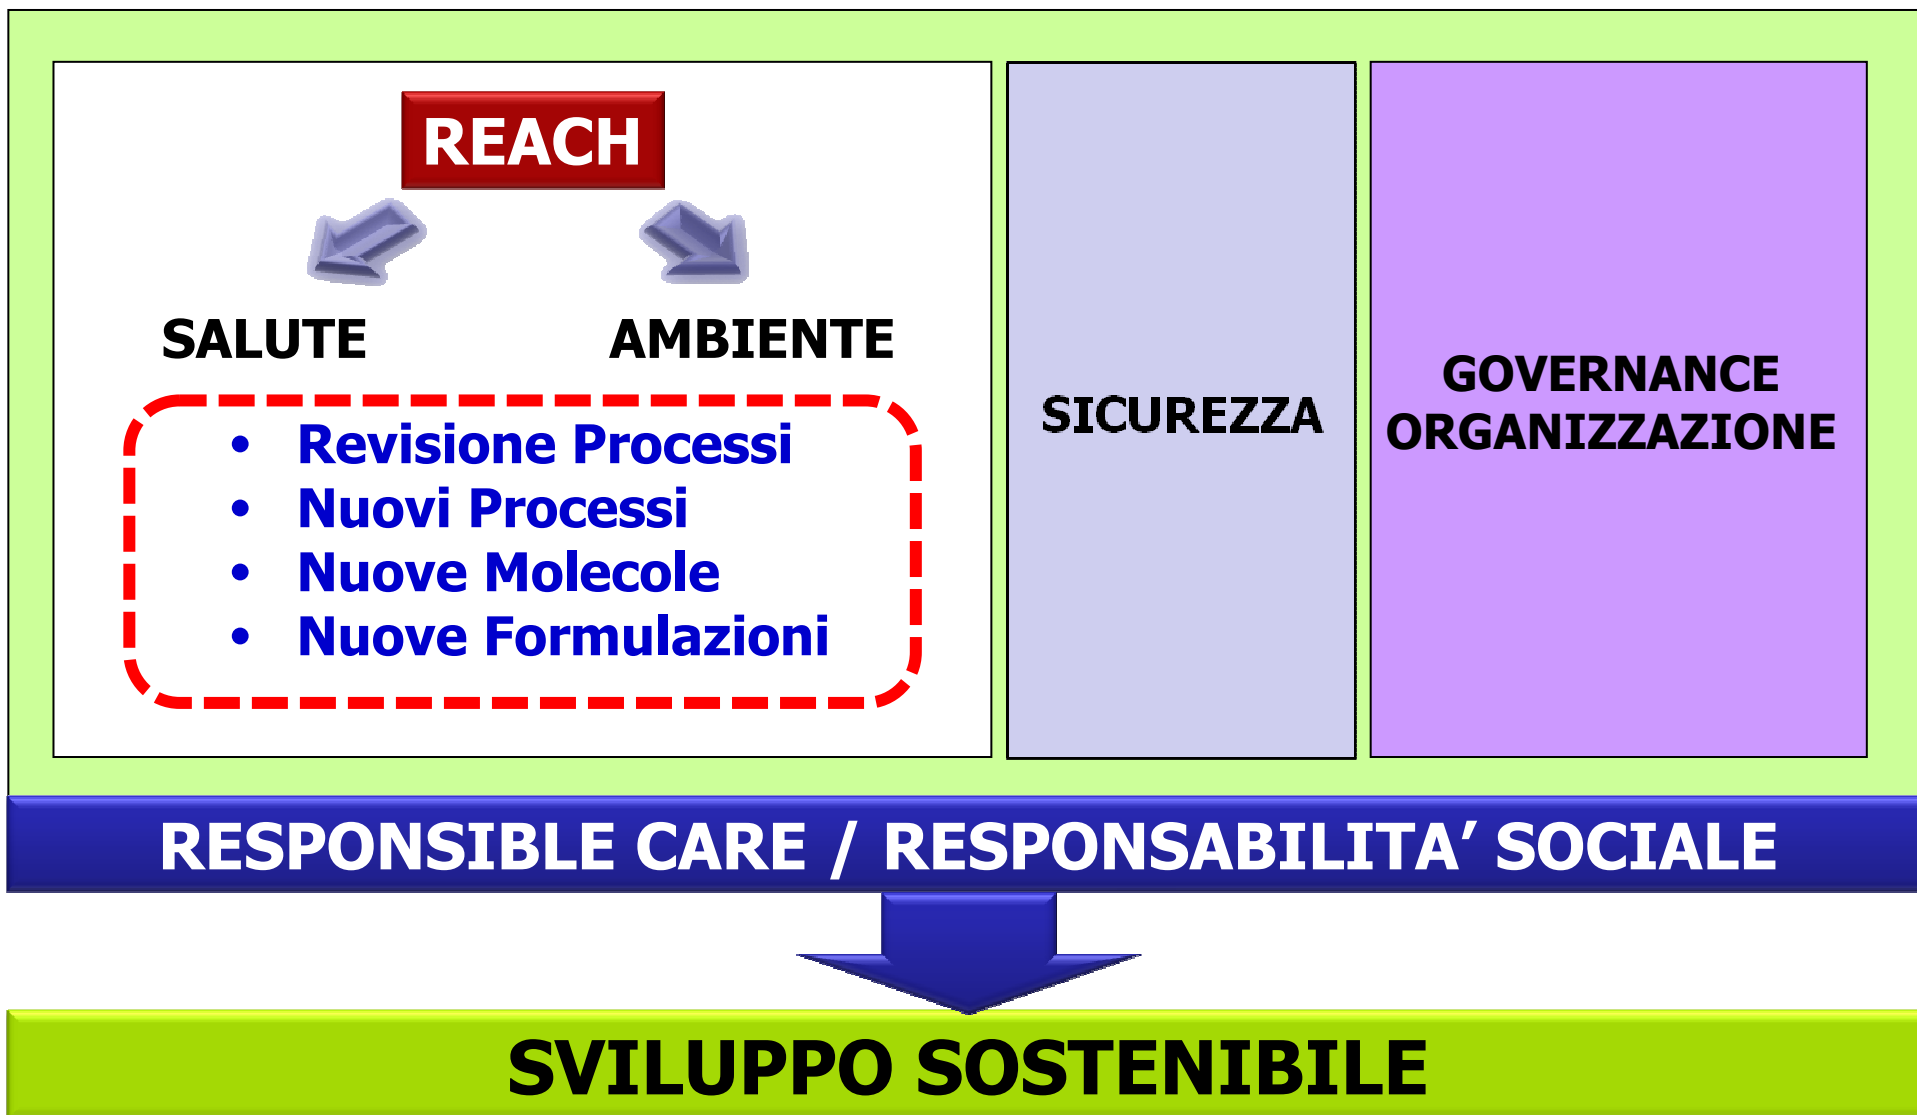 REACH
SALUTE
AMBIENTE
• Revisione Processi
• Nuovi Processi
• Nuove Molecole
• Nuove Formulazioni
SICUREZZA
GOVERNANCE
ORGANIZZAZIONE
RESPONSIBLE CARE / RESPONSABILITA’ SOCIALE
SVILUPPO SOSTENIBILE